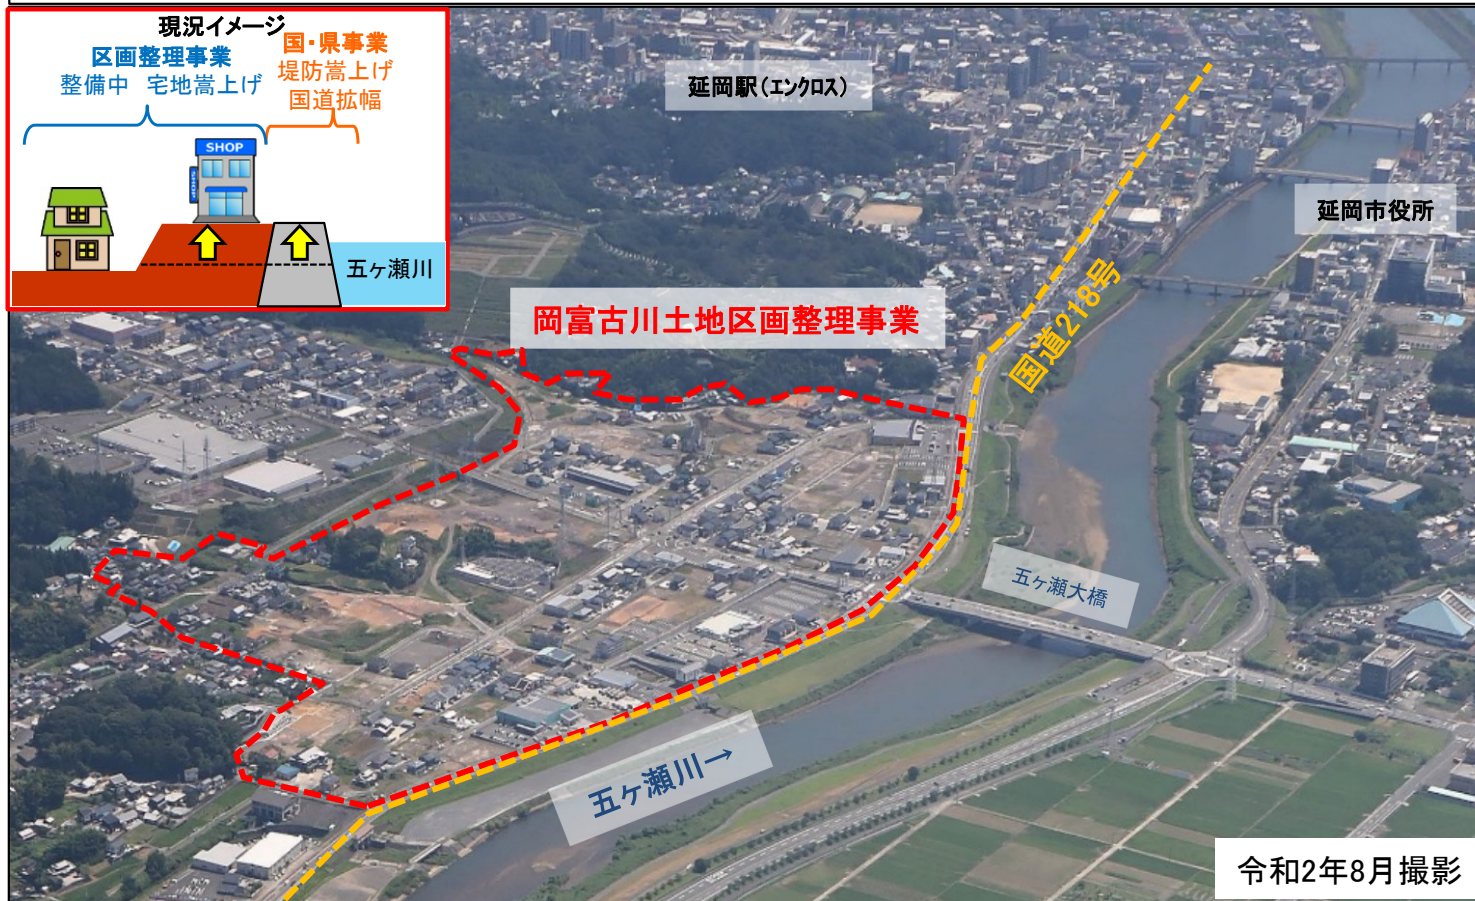 現況イメージ
区画整理事業
整備中 宅地嵩上げ
国・県事業
堤防嵩上げ
国道拡幅
SHOP
SHOP
五ヶ瀬川
延岡駅(エンクロス)
延岡市役所
岡富古川土地区画整理事業
国道218号
五ヶ瀬大橋
五ヶ瀬川→
令和2年8月撮影